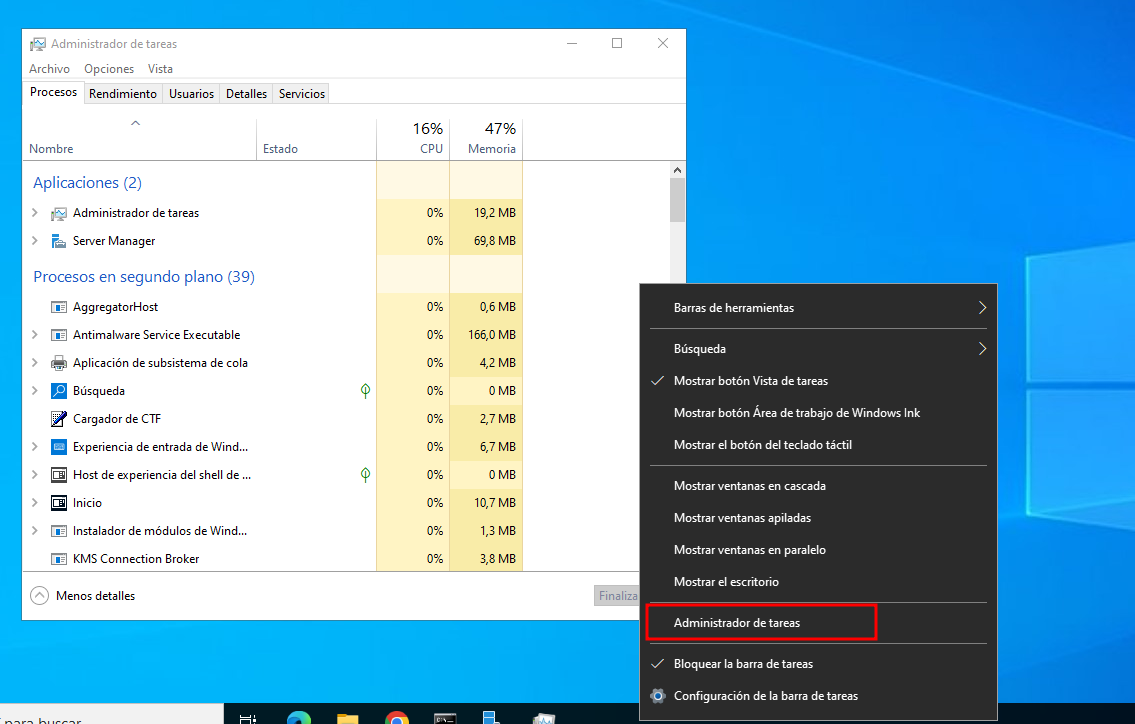 Administrador de tareas
Archivo Opciones Vista
Procesos Rendimiento Usuarios Detalles Servicios
16% 47%
Nombre Estado CPU Memoria
Aplicaciones (2)
Administrador de tareas 0% 19,2 MB
Server Manager 0% 69,8 MB
Procesos en segundo plano (39)
AggregatorHost 0% 0,6 MB
Antimalware Service Executable 0% 166,0 MB
Aplicación de subsistema de cola 0% 4,2 MB
Búsqueda 0% 0 MB
Cargador de CTF 0% 2,7 MB
Experiencia de entrada de Wind... 0% 6,7 MB
Host de experiencia del shell de ... 0% 0 MB
Inicio 0% 10,7 MB
Instalador de módulos de Wind... 0% 1,3 MB
KMS Connection Broker 0% 3,8 MB
Menos detalles Finaliza
Barras de herramientas
Búsqueda
Mostrar botón Vista de tareas
Mostrar botón Área de trabajo de Windows Ink
Mostrar el botón del teclado táctil
Mostrar ventanas en cascada
Mostrar ventanas apiladas
Mostrar ventanas en paralelo
Mostrar el escritorio
Administrador de tareas
Bloquear la barra de tareas
Configuración de la barra de tareas
para buscar